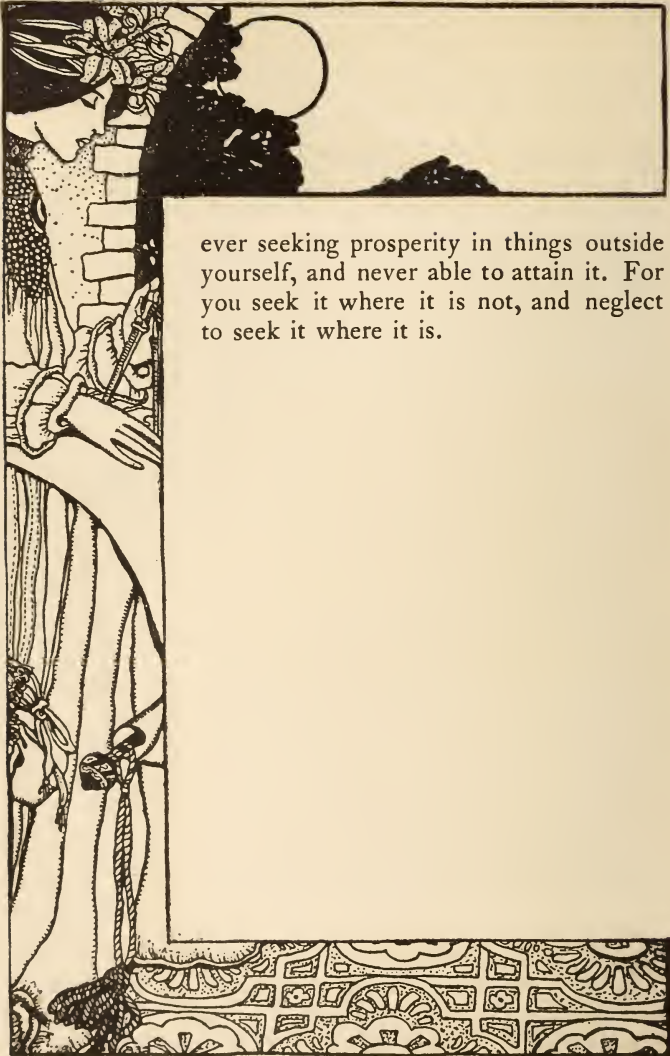 ever seeking prosperity in things outside
yourself, and never able to attain it. For
you seek it where it is not, and neglect
to seek it where it is.